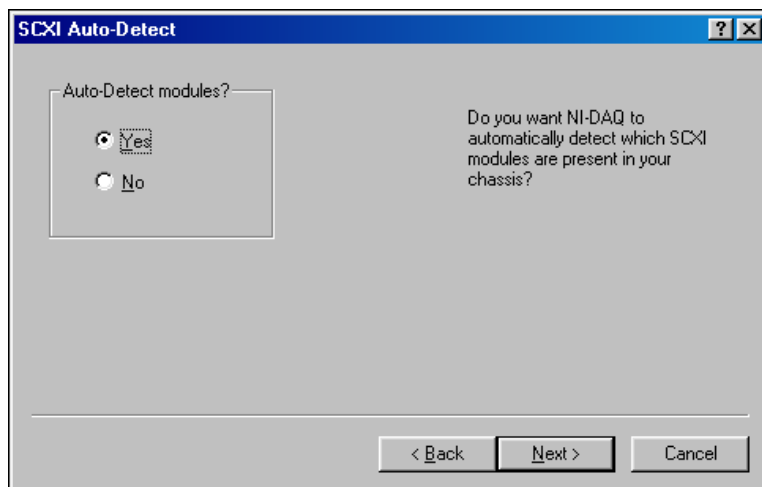 SCXI Auto-Detect
Auto-Detect modules?
Yes
No
Do you want NI-DAQ to
automatically detect which SCXI
modules are present in your
chassis?
< Back
Next >
Cancel